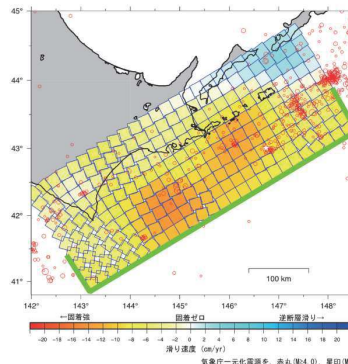 45°
44°
43°
42°
41°
142° 143° 144° 145° 146° 147° 148°
100 km
←固着強 固着ゼロ 逆断層滑り→
-20 -18 -16 -14 -12 -10 -8 -6 -4 -2 0 2 4 6 8 10 12 14 16 18 20
滑り速度 (cm/yr)
気象庁一元化震源を、赤丸(M≥4.0)、星印(M